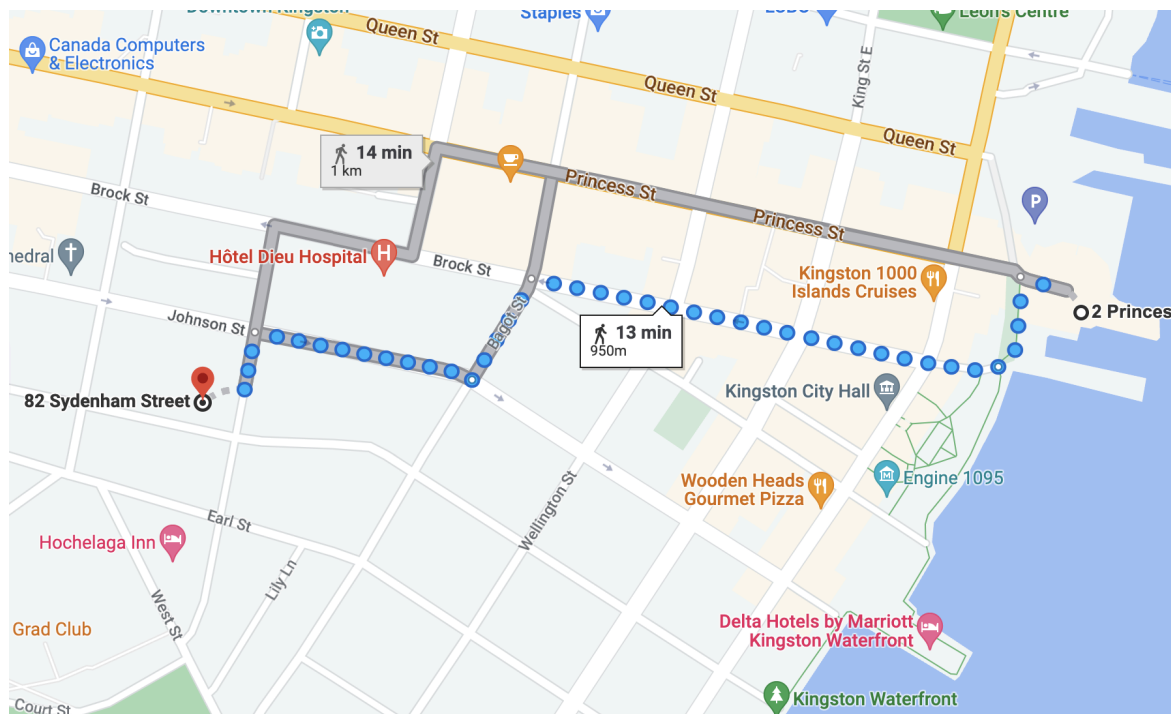 Downtown Kingston
Staples
LCBO
Leon's Centre
Canada Computers
& Electronics
Queen St
Queen St
Queen St
King St E
14 min
1 km
Princess St
Princess St
Brock St
Hôtel Dieu Hospital
H
P
hedral
Brock St
Kingston 1000
Islands Cruises
2 Princes
Johnson St
Bagot St
13 min
950m
82 Sydenham Street
Kingston City Hall
Wooden Heads
Gourmet Pizza
Engine 1095
Wellington St
Earl St
Hochelaga Inn
Lily Ln
West St
Grad Club
Delta Hotels by Marriott
Kingston Waterfront
Court St
Kingston Waterfront